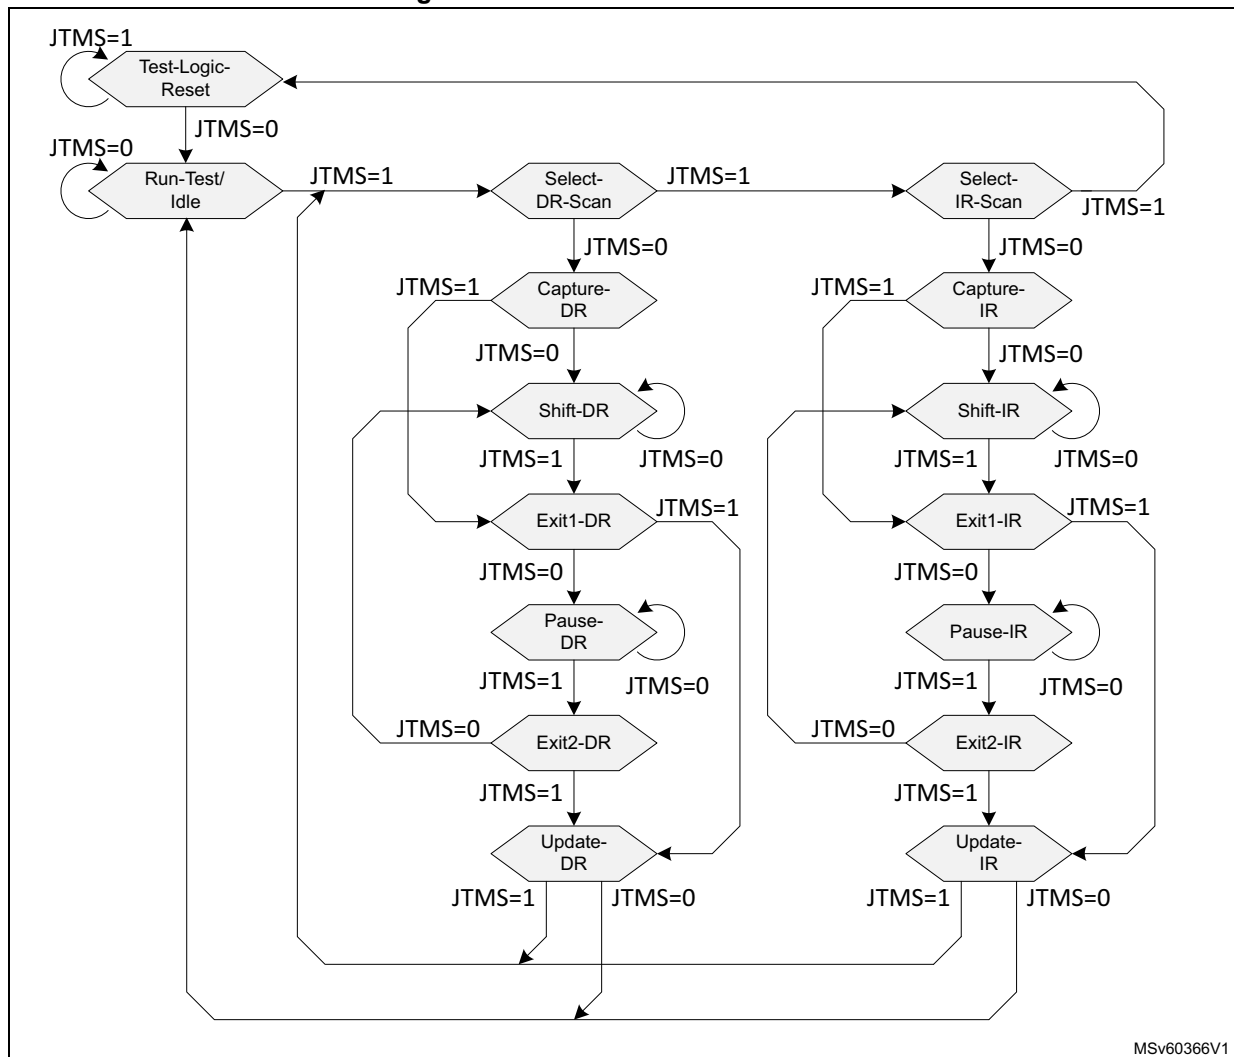 JTMS=1
Test-Logic-
Reset
JTMS=0
JTMS=0
Run-Test/
Idle
JTMS=1
Select-
DR-Scan
JTMS=1
Select-
IR-Scan
JTMS=1
JTMS=0
JTMS=0
JTMS=1
Capture-
DR
JTMS=1
Capture-
IR
JTMS=0
JTMS=0
Shift-DR
Shift-IR
JTMS=1
JTMS=0
JTMS=1
JTMS=0
Exit1-DR
JTMS=1
Exit1-IR
JTMS=1
JTMS=0
JTMS=0
Pause-
DR
Pause-IR
JTMS=1
JTMS=0
JTMS=1
JTMS=0
JTMS=0
Exit2-DR
JTMS=0
Exit2-IR
JTMS=1
JTMS=1
Update-
DR
Update-
IR
JTMS=1
JTMS=0
JTMS=1
JTMS=0
MSv60366V1